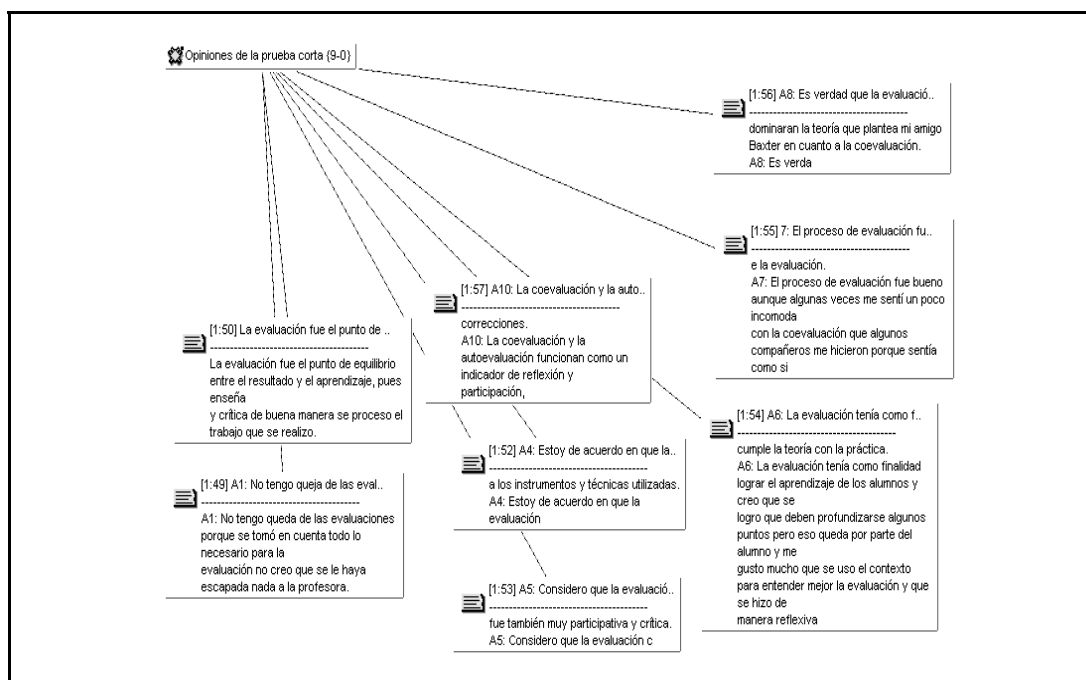 Opiniones de la prueba corta {9-0}
[1:56] A8: Es verdad que la evaluació..
----------------------------------------
dominaran la teoría que plantea mi amigo
Baxter en cuanto a la coevaluación.
A8: Es verda
[1:55] 7: El proceso de evaluación fu..
----------------------------------------
e la evaluación.
A7: El proceso de evaluación fue bueno
aunque algunas veces me sentí un poco
incomoda
con la coevaluación que algunos
compañeros me hicieron porque sentía
como si
[1:57] A10: La coevaluación y la auto..
----------------------------------------
correcciones.
A10: La coevaluación y la
autoevaluación funcionan como un
indicador de reflexión y
participación,
[1:50] La evaluación fue el punto de ..
----------------------------------------
La evaluación fue el punto de equilibrio
entre el resultado y el aprendizaje, pues
enseña
y crítica de buena manera se proceso el
trabajo que se realizo.
[1:54] A6: La evaluación tenía como f..
----------------------------------------
cumple la teoría con la práctica.
A6: La evaluación tenía como finalidad
lograr el aprendizaje de los alumnos y
creo que se
logro que deben profundizarse algunos
puntos pero eso queda por parte del
alumno y me
gusto mucho que se uso el contexto
para entender mejor la evaluación y que
se hizo de
manera reflexiva
[1:52] A4: Estoy de acuerdo en que la..
----------------------------------------
a los instrumentos y técnicas utilizadas.
A4: Estoy de acuerdo en que la
evaluación
[1:49] A1: No tengo queja de las eval..
----------------------------------------
A1: No tengo queda de las evaluaciones
porque se tomó en cuenta todo lo
necesario para la
evaluación no creo que se le haya
escapada nada a la profesora.
[1:53] A5: Considero que la evaluació..
----------------------------------------
fue también muy participativa y crítica.
A5: Considero que la evaluación c